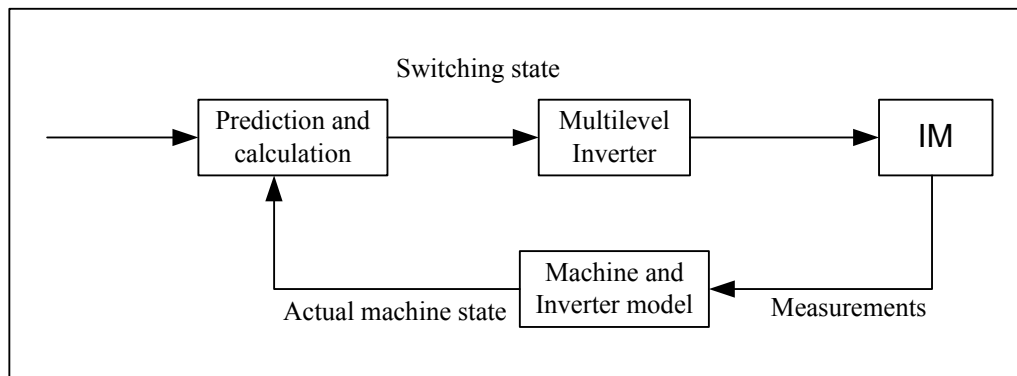 Switching state
Prediction and
calculation
Multilevel
Inverter
IM
Machine and
Inverter model
Actual machine state
Measurements